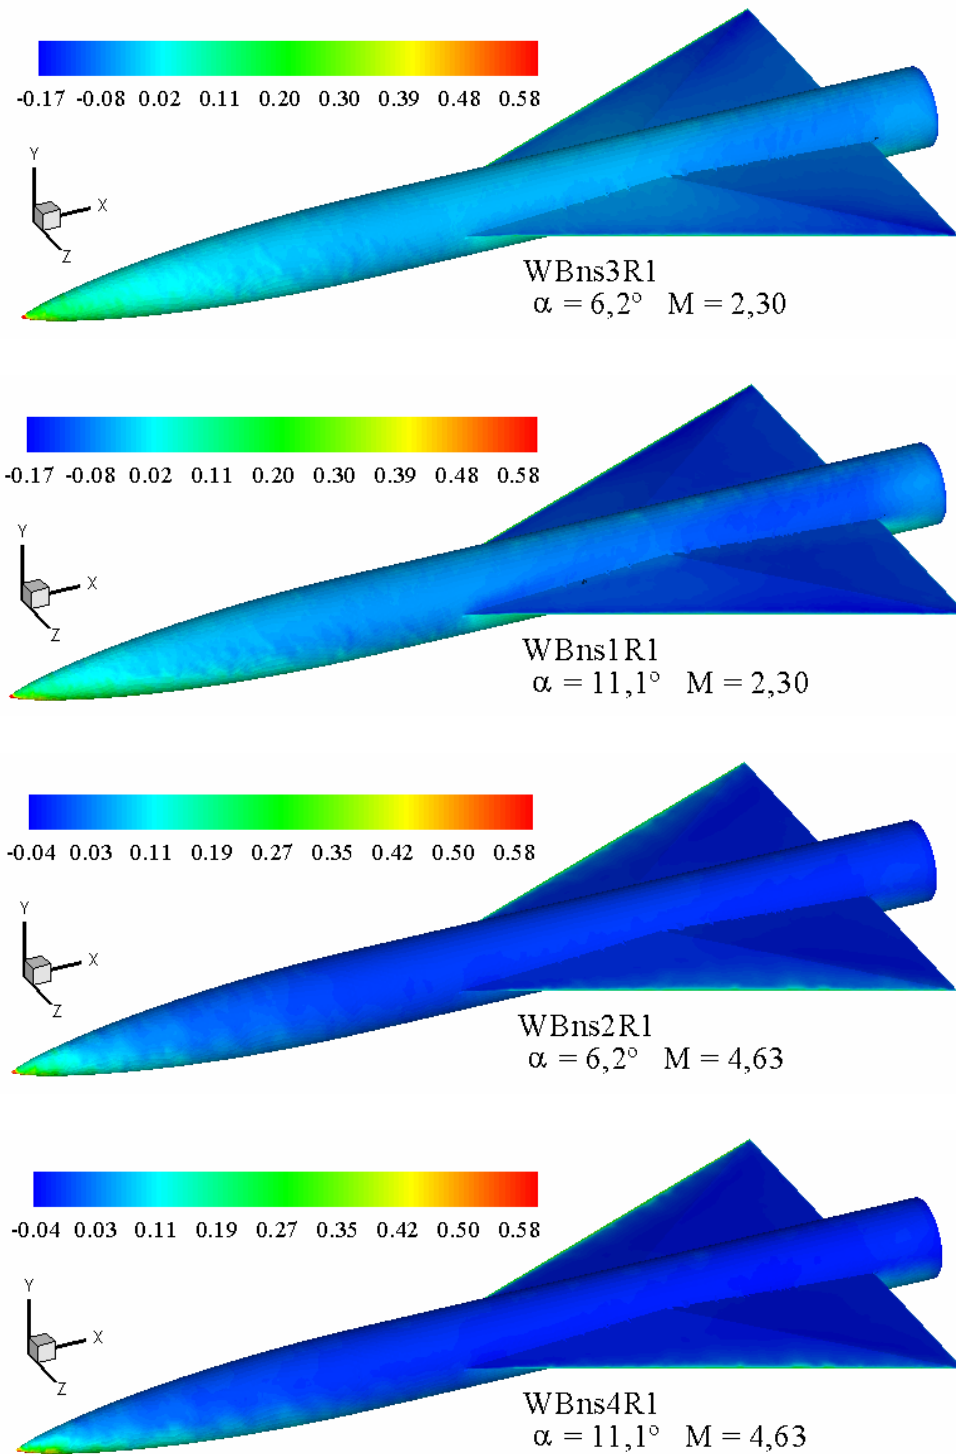 -0.17 -0.08 0.02 0.11 0.20 0.30 0.39 0.48 0.58
Y
X
Z
WBns3R1
α = 6,2° M = 2,30
-0.17 -0.08 0.02 0.11 0.20 0.30 0.39 0.48 0.58
Y
X
Z
WBns1R1
α = 11,1° M = 2,30
-0.04 0.03 0.11 0.19 0.27 0.35 0.42 0.50 0.58
Y
X
Z
WBns2R1
α = 6,2° M = 4,63
-0.04 0.03 0.11 0.19 0.27 0.35 0.42 0.50 0.58
Y
X
Z
WBns4R1
α = 11,1° M = 4,63